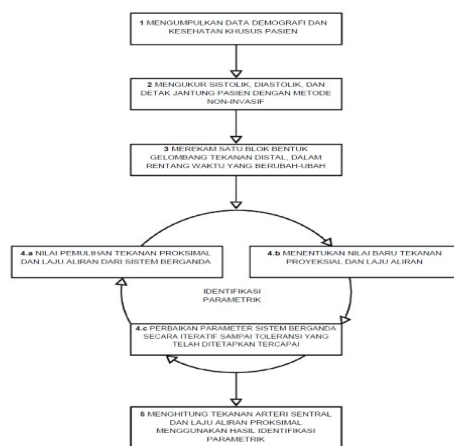 1 MENGUMPULKAN DATA DEMOGRAFI DAN
KESEHATAN KHUSUS PASIEN
2 MENGUKUR SISTOLIK, DIASTOLIK, DAN
DETAK JANTUNG PASIEN DENGAN METODE
NON-INVASIF
3 MEREKAM SATU BLOK BENTUK
GELOMBANG TEKANAN DISTAL, DALAM
RENTANG WAKTU YANG BERUBAH-UBAH
4.a NILAI PEMULIHAN TEKANAN PROKSIMAL
DAN LAJU ALIRAN DARI SISTEM BERGANDA
4.b MENENTUKAN NILAI BARU TEKANAN
PROYEKSIAL DAN LAJU ALIRAN
IDENTIFIKASI
PARAMETRIK
4.c PERBAIKAN PARAMETER SISTEM BERGANDA
SECARA ITERATIF SAMPAI TOLERANSI YANG
TELAH DITETAPKAN TERCAPAI
5 MENGHITUNG TEKANAN ARTERI SENTRAL
DAN LAJU ALIRAN PROKSIMAL
MENGGUNAKAN HASIL IDENTIFIKASI
PARAMETRIK